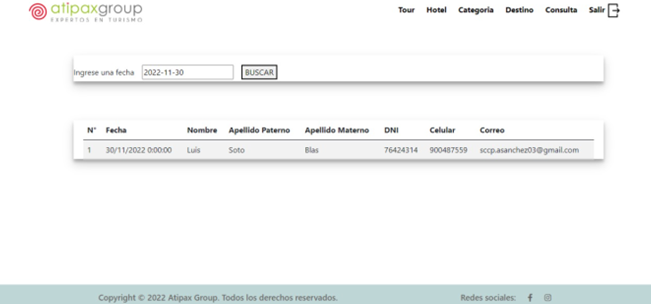 atipaxgroup
EXPERTOS EN TURISMO
Tour Hotel Categoria Destino Consulta Salir
Ingrese una fecha 2022-11-30 BUSCAR
N° Fecha Nombre Apellido Paterno Apellido Materno DNI Celular Correo
1 30/11/2022 0:00:00 Luis Soto Blas 76424314 900487559 sccp.asanchez03@gmail.com
Copyright © 2022 Atipax Group. Todos los derechos reservados. Redes sociales: